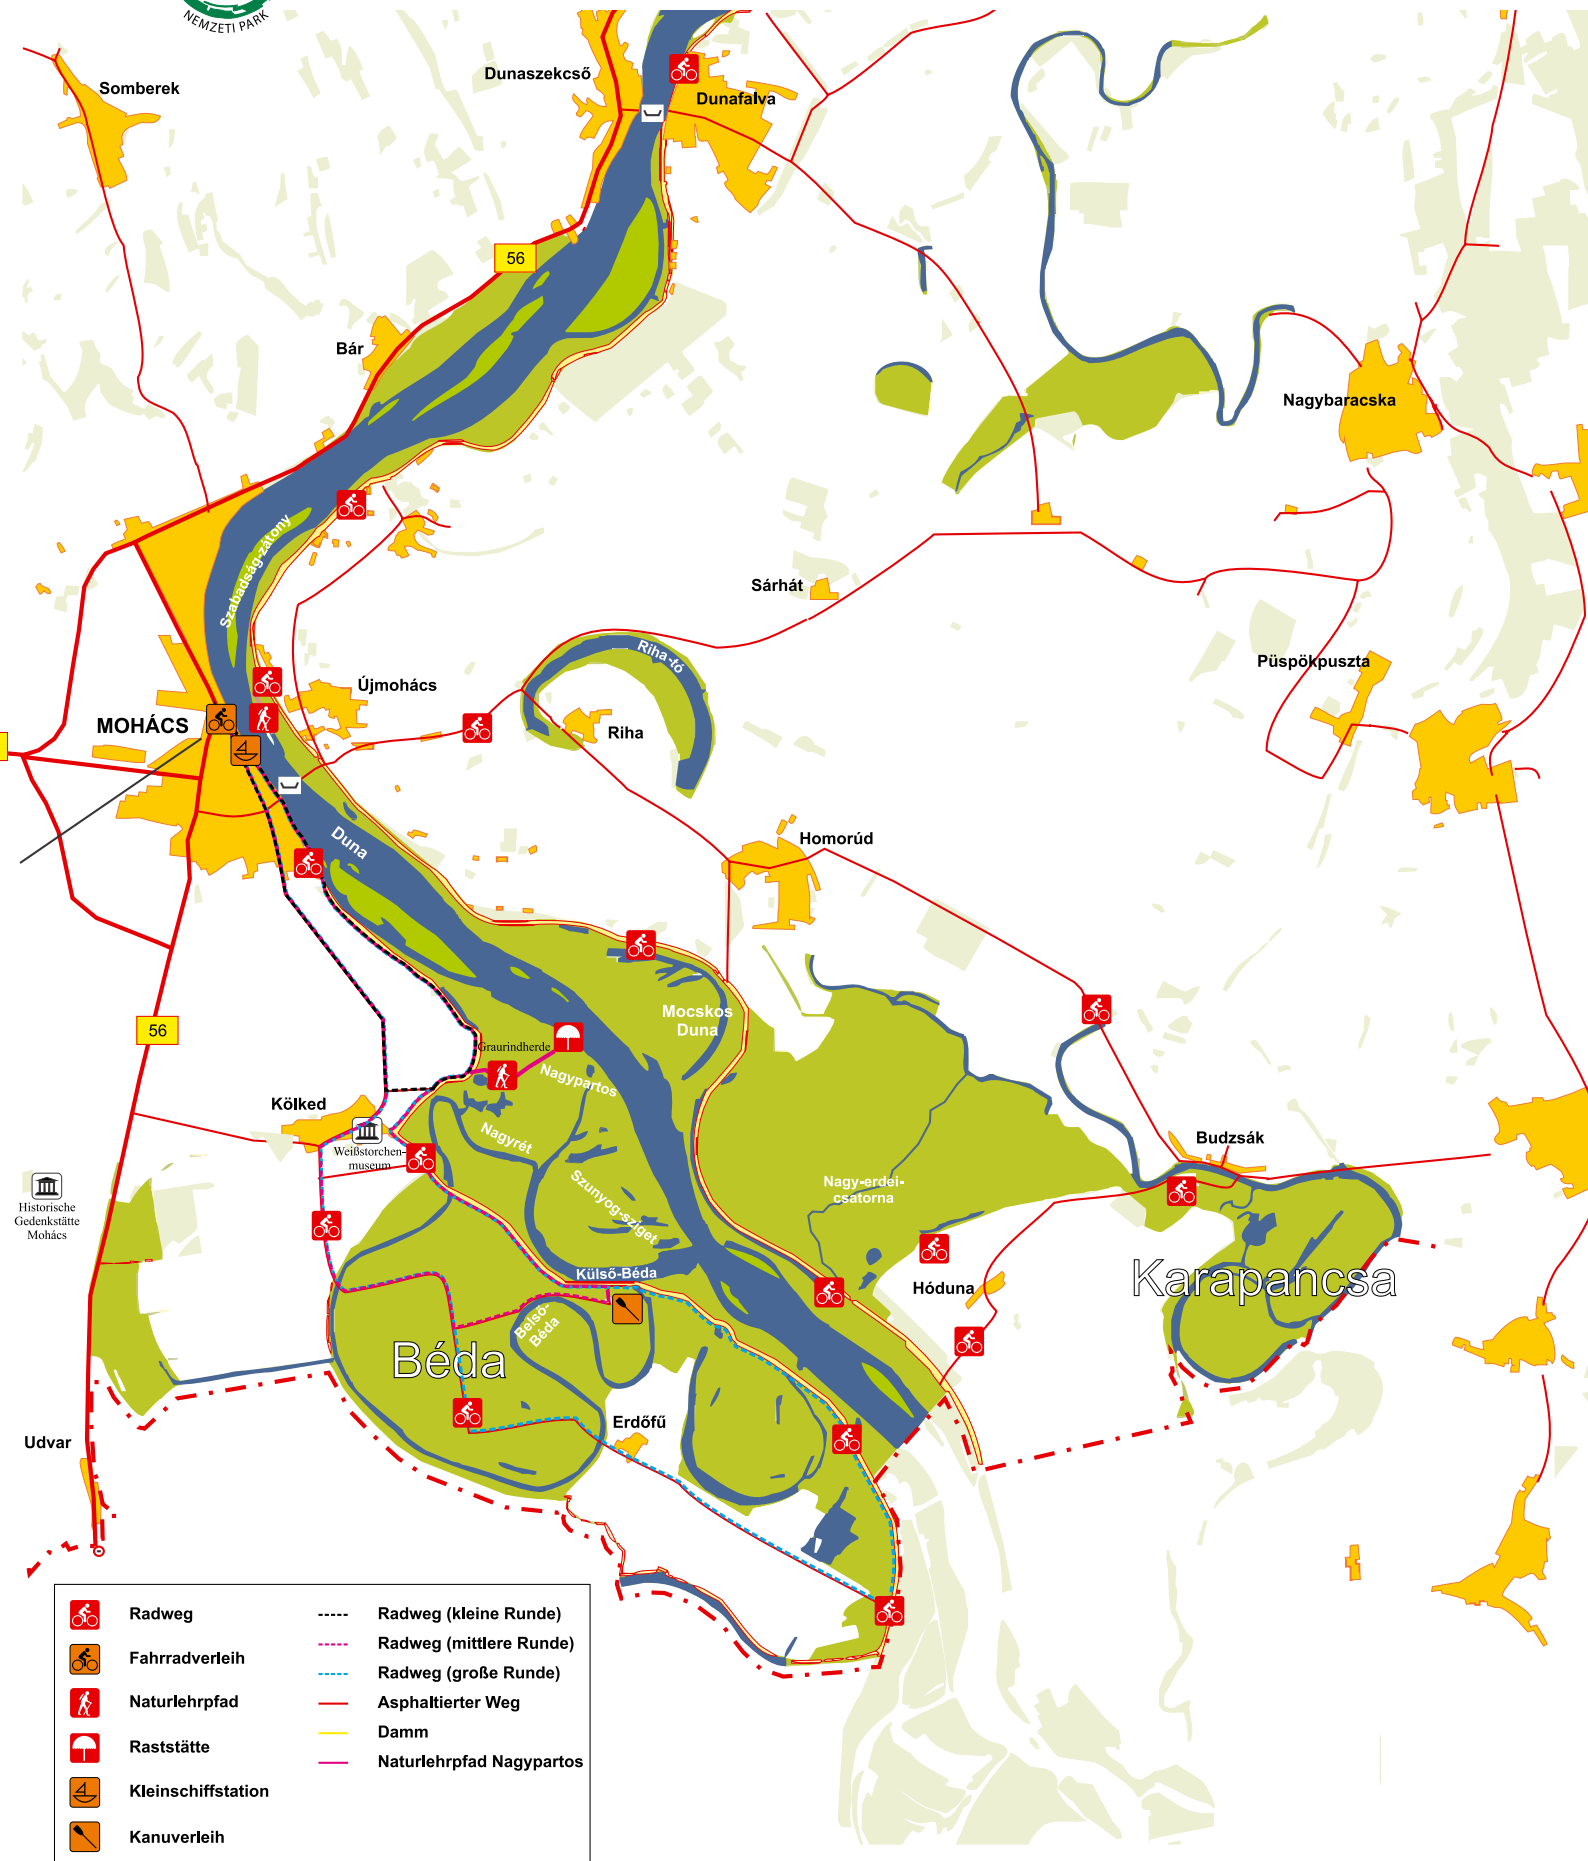 NEMZETI PARK
Somberek
Dunaszekcső
Dunafalva
56
Bár
Nagybaracska
Szabadság-zátony
Sárhát
Riha-tó
Püspökpuszta
Újmohács
MOHÁCS
Riha
Duna
Homorúd
Mocskos
Duna
56
Graurindherde
Nagypartos
Kölked
Nagyrét
Weißstorchen-
museum
Budzsák
Szunyog-sziget
Nagy-erdei-
csatorna
Historische
Gedenkstätte
Mohács
Külső-Béda
Hóduna
Karapancsa
Belső-
Béda
Béda
Erdőfű
Udvar
Radweg
Fahrradverleih
Naturlehrpfad
Raststätte
Kleinschiffstation
Kanuverleih
Radweg (kleine Runde)
Radweg (mittlere Runde)
Radweg (große Runde)
Asphaltierter Weg
Damm
Naturlehrpfad Nagypartos